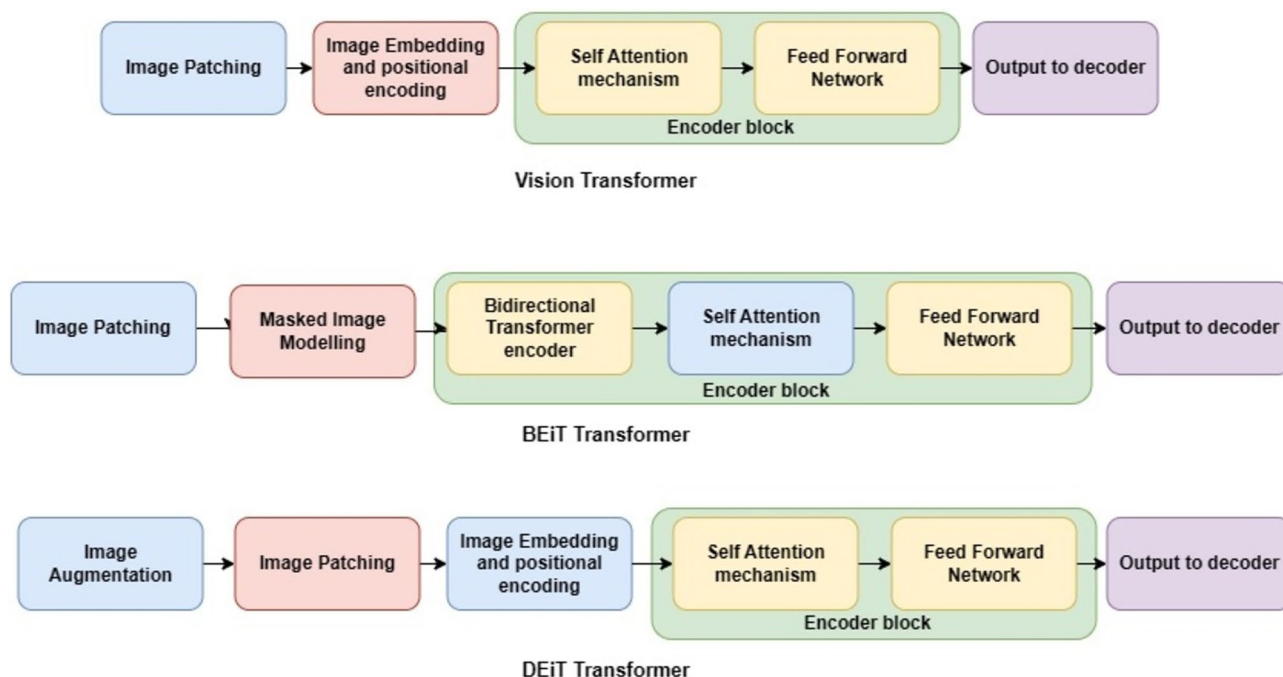 Image Patching
Image Embedding
and positional
encoding
Self Attention
mechanism
Feed Forward
Network
Encoder block
Output to decoder
Vision Transformer
Image Patching
Masked Image
Modelling
Bidirectional
Transformer
encoder
Self Attention
mechanism
Feed Forward
Network
Encoder block
Output to decoder
BEiT Transformer
Image
Augmentation
Image Patching
Image Embedding
and positional
encoding
Self Attention
mechanism
Feed Forward
Network
Encoder block
Output to decoder
DEiT Transformer